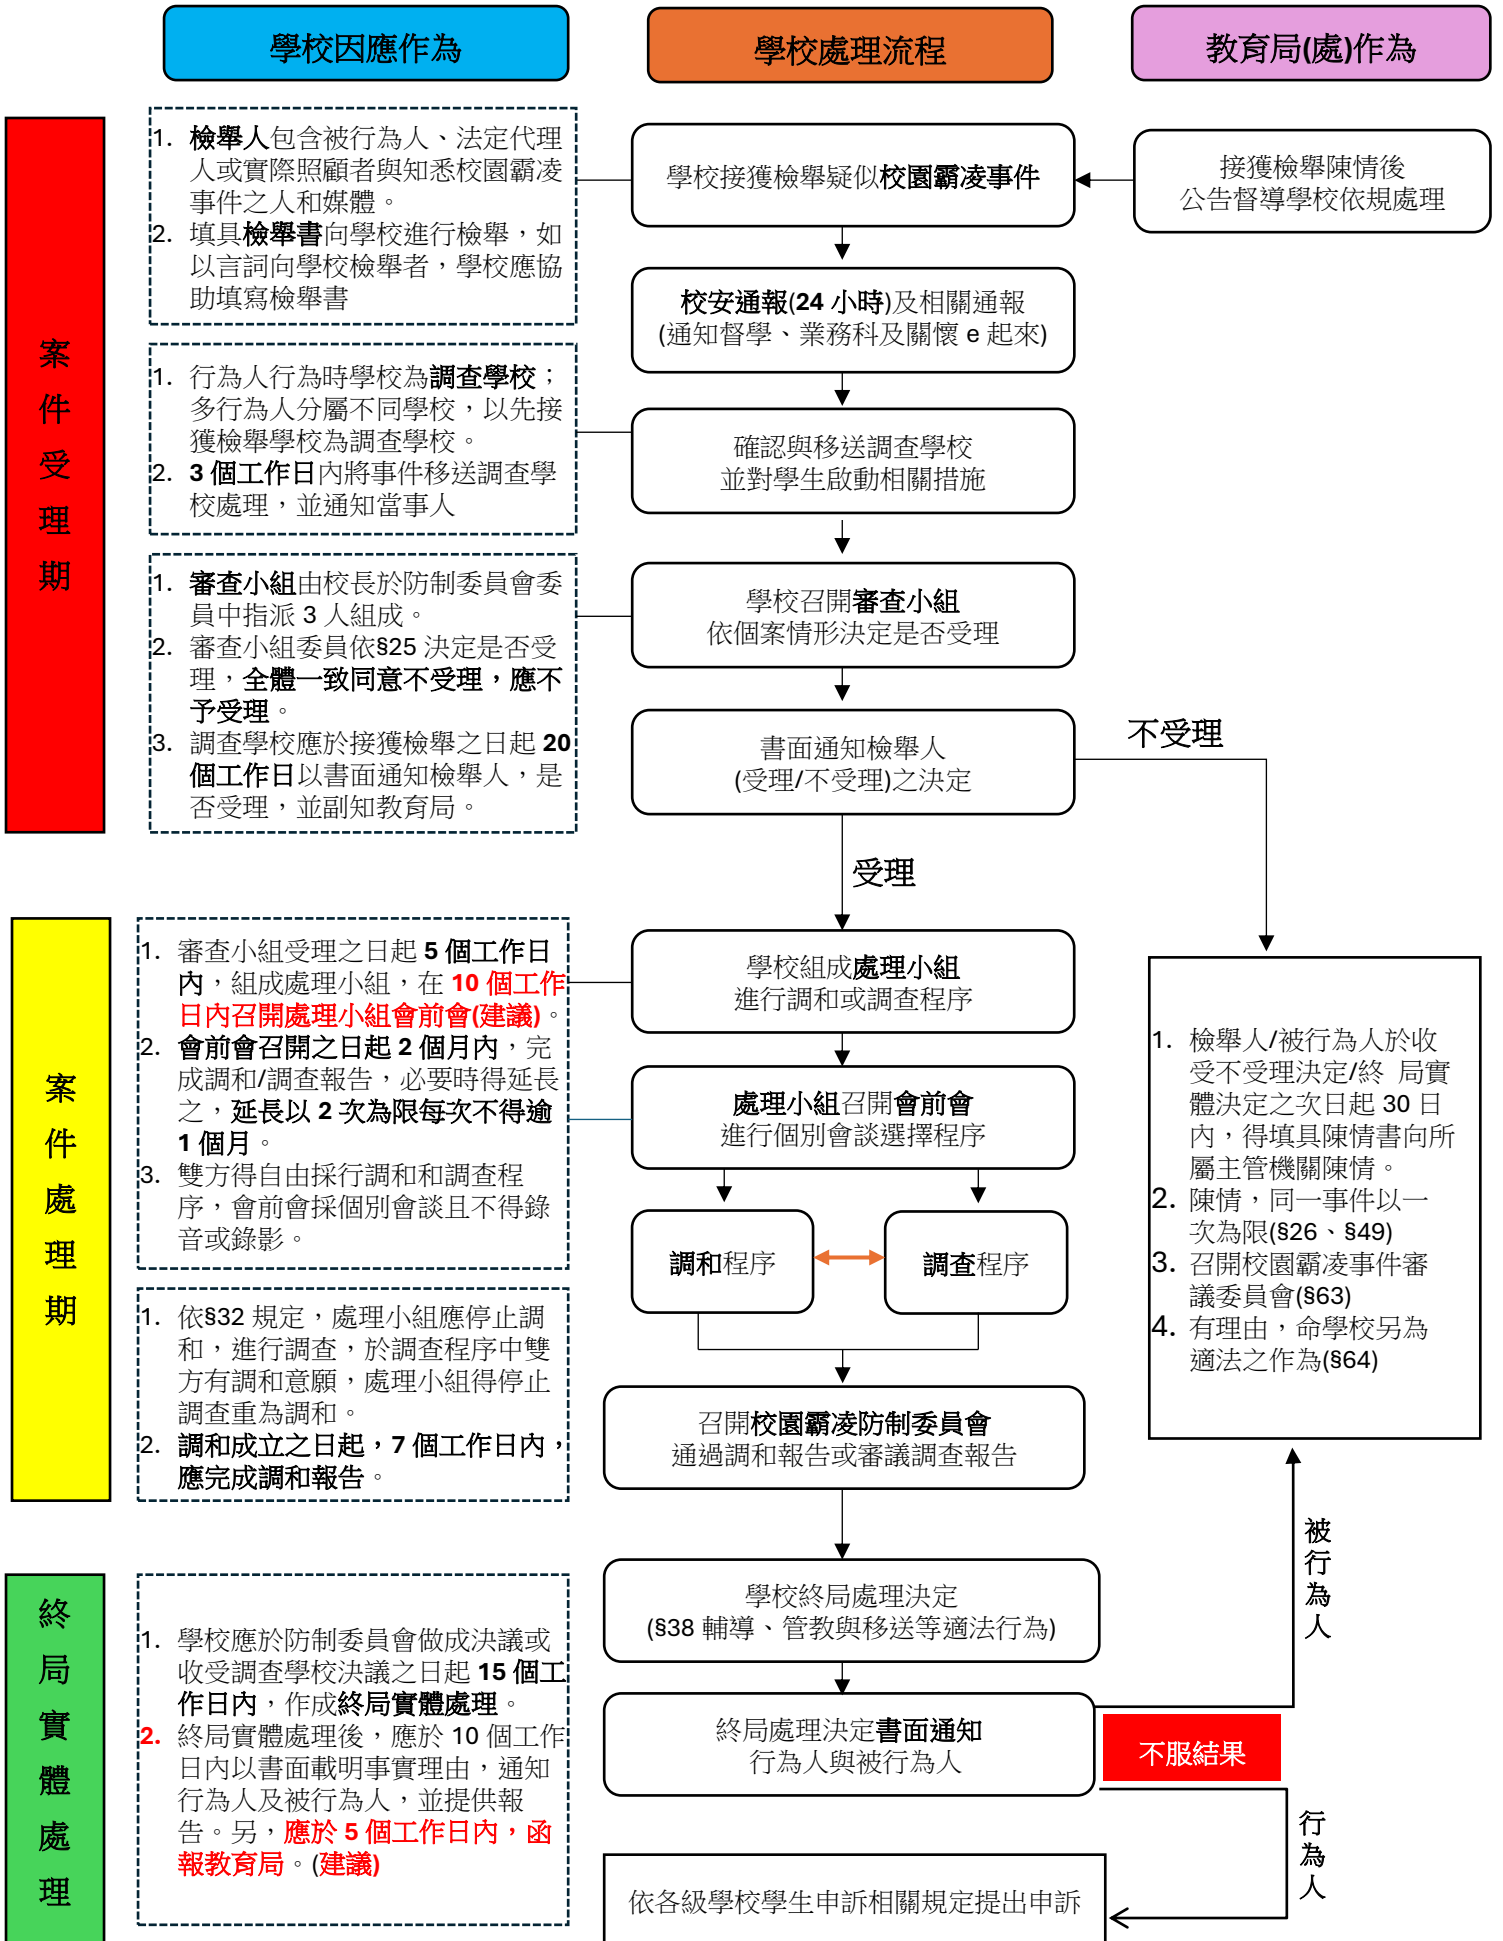 學校因應作為
學校處理流程
教育局(處)作為
案件受理期
1. 檢舉人包含被行為人、法定代理
人或實際照顧者與知悉校園霸凌
事件之人和媒體。
2. 填具檢舉書向學校進行檢舉，如
以言詞向學校檢舉者，學校應協
助填寫檢舉書
學校接獲檢舉疑似校園霸凌事件
接獲檢舉陳情後
公告督導學校依規處理
校安通報(24 小時)及相關通報
(通知督學、業務科及關懷 e 起來)
1. 行為人行為時學校為調查學校；
多行為人分屬不同學校，以先接
獲檢舉學校為調查學校。
2. 3 個工作日內將事件移送調查學
校處理，並通知當事人
確認與移送調查學校
並對學生啟動相關措施
1. 審查小組由校長於防制委員會委
員中指派 3 人組成。
2. 審查小組委員依§25 決定是否受
理，全體一致同意不受理，應不
予受理。
3. 調查學校應於接獲檢舉之日起 20
個工作日以書面通知檢舉人，是
否受理，並副知教育局。
學校召開審查小組
依個案情形決定是否受理
書面通知檢舉人
(受理/不受理)之決定
不受理
受理
案件處理期
1. 審查小組受理之日起 5 個工作日
內，組成處理小組，在 10 個工作
日內召開處理小組會前會(建議)。
2. 會前會召開之日起 2 個月內，完
成調和/調查報告，必要時得延長
之，延長以 2 次為限每次不得逾
1 個月。
3. 雙方得自由採行調和和調查程
序，會前會採個別會談且不得錄
音或錄影。
學校組成處理小組
進行調和或調查程序
處理小組召開會前會
進行個別會談選擇程序
調和程序
調查程序
1. 檢舉人/被行為人於收
受不受理決定/終 局實
體決定之次日起 30 日
內，得填具陳情書向所
屬主管機關陳情。
2. 陳情，同一事件以一
次為限(§26、§49)
3. 召開校園霸凌事件審
議委員會(§63)
4. 有理由，命學校另為
適法之作為(§64)
1. 依§32 規定，處理小組應停止調
和，進行調查，於調查程序中雙
方有調和意願，處理小組得停止
調查重為調和。
2. 調和成立之日起，7 個工作日內，
應完成調和報告。
召開校園霸凌防制委員會
通過調和報告或審議調查報告
被行為人
終局實體處理
1. 學校應於防制委員會做成決議或
收受調查學校決議之日起 15 個工
作日內，作成終局實體處理。
2. 終局實體處理後，應於 10 個工作
日內以書面載明事實理由，通知
行為人及被行為人，並提供報
告。另，應於 5 個工作日內，函
報教育局。(建議)
學校終局處理決定
(§38 輔導、管教與移送等適法行為)
終局處理決定書面通知
行為人與被行為人
不服結果
行為人
依各級學校學生申訴相關規定提出申訴